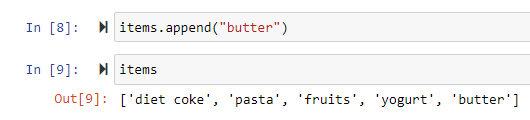 In [8]: items.append("butter")
In [9]: items
Out[9]: ['diet coke', 'pasta', 'fruits', 'yogurt', 'butter']